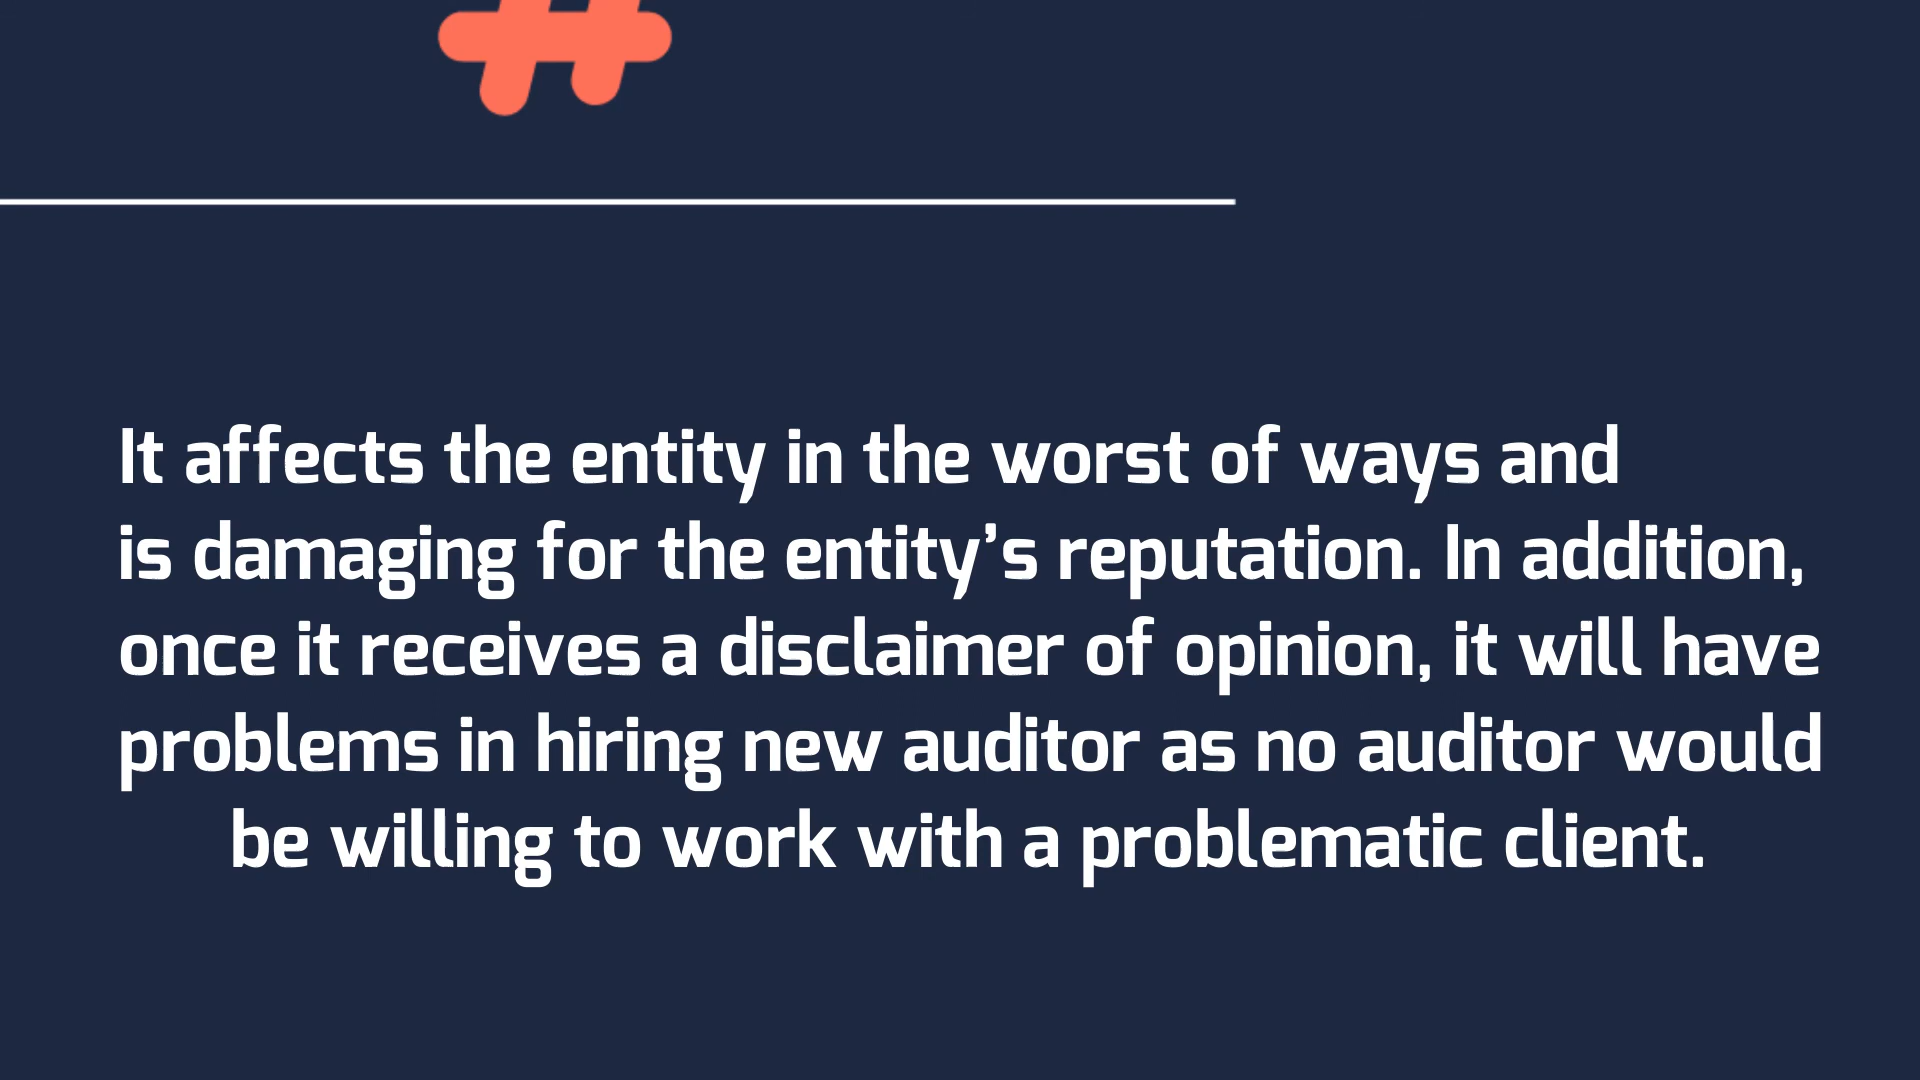 #
It affects the entity in the worst of ways and
is damaging for the entity’s reputation. In addition,
once it receives a disclaimer of opinion, it will have
problems in hiring new auditor as no auditor would
be willing to work with a problematic client.